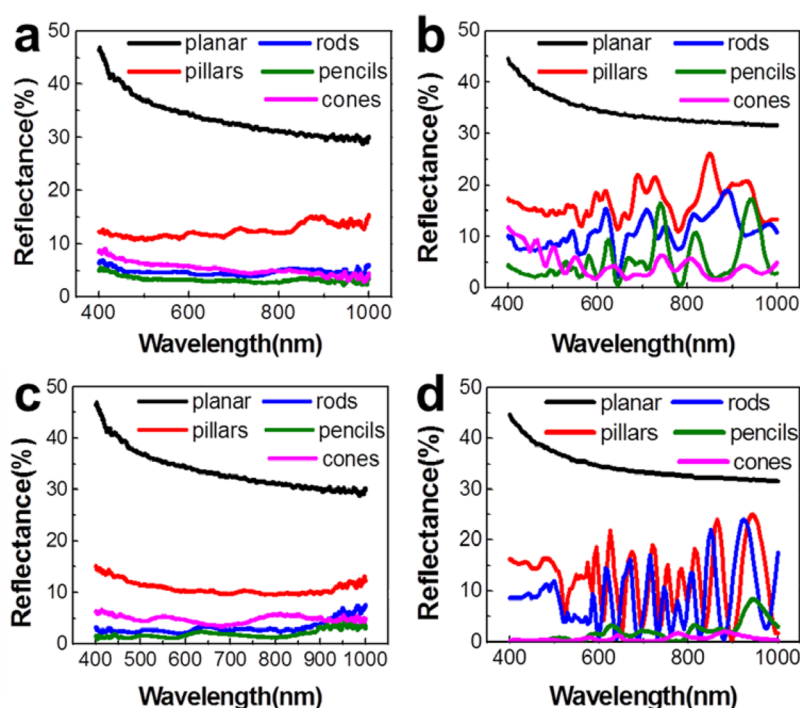 a
50
40
30
20
10
0
Reflectance(%)
planar
rods
pillars
pencils
cones
400 600 800 1000
Wavelength(nm)
b
50
40
30
20
10
0
Reflectance(%)
planar
rods
pillars
pencils
cones
400 600 800 1000
Wavelength(nm)
c
50
40
30
20
10
0
Reflectance(%)
planar
rods
pillars
pencils
cones
400 500 600 700 800 900 1000
Wavelength(nm)
d
50
40
30
20
10
0
Reflectance(%)
planar
rods
pillars
pencils
cones
400 600 800 1000
Wavelength(nm)